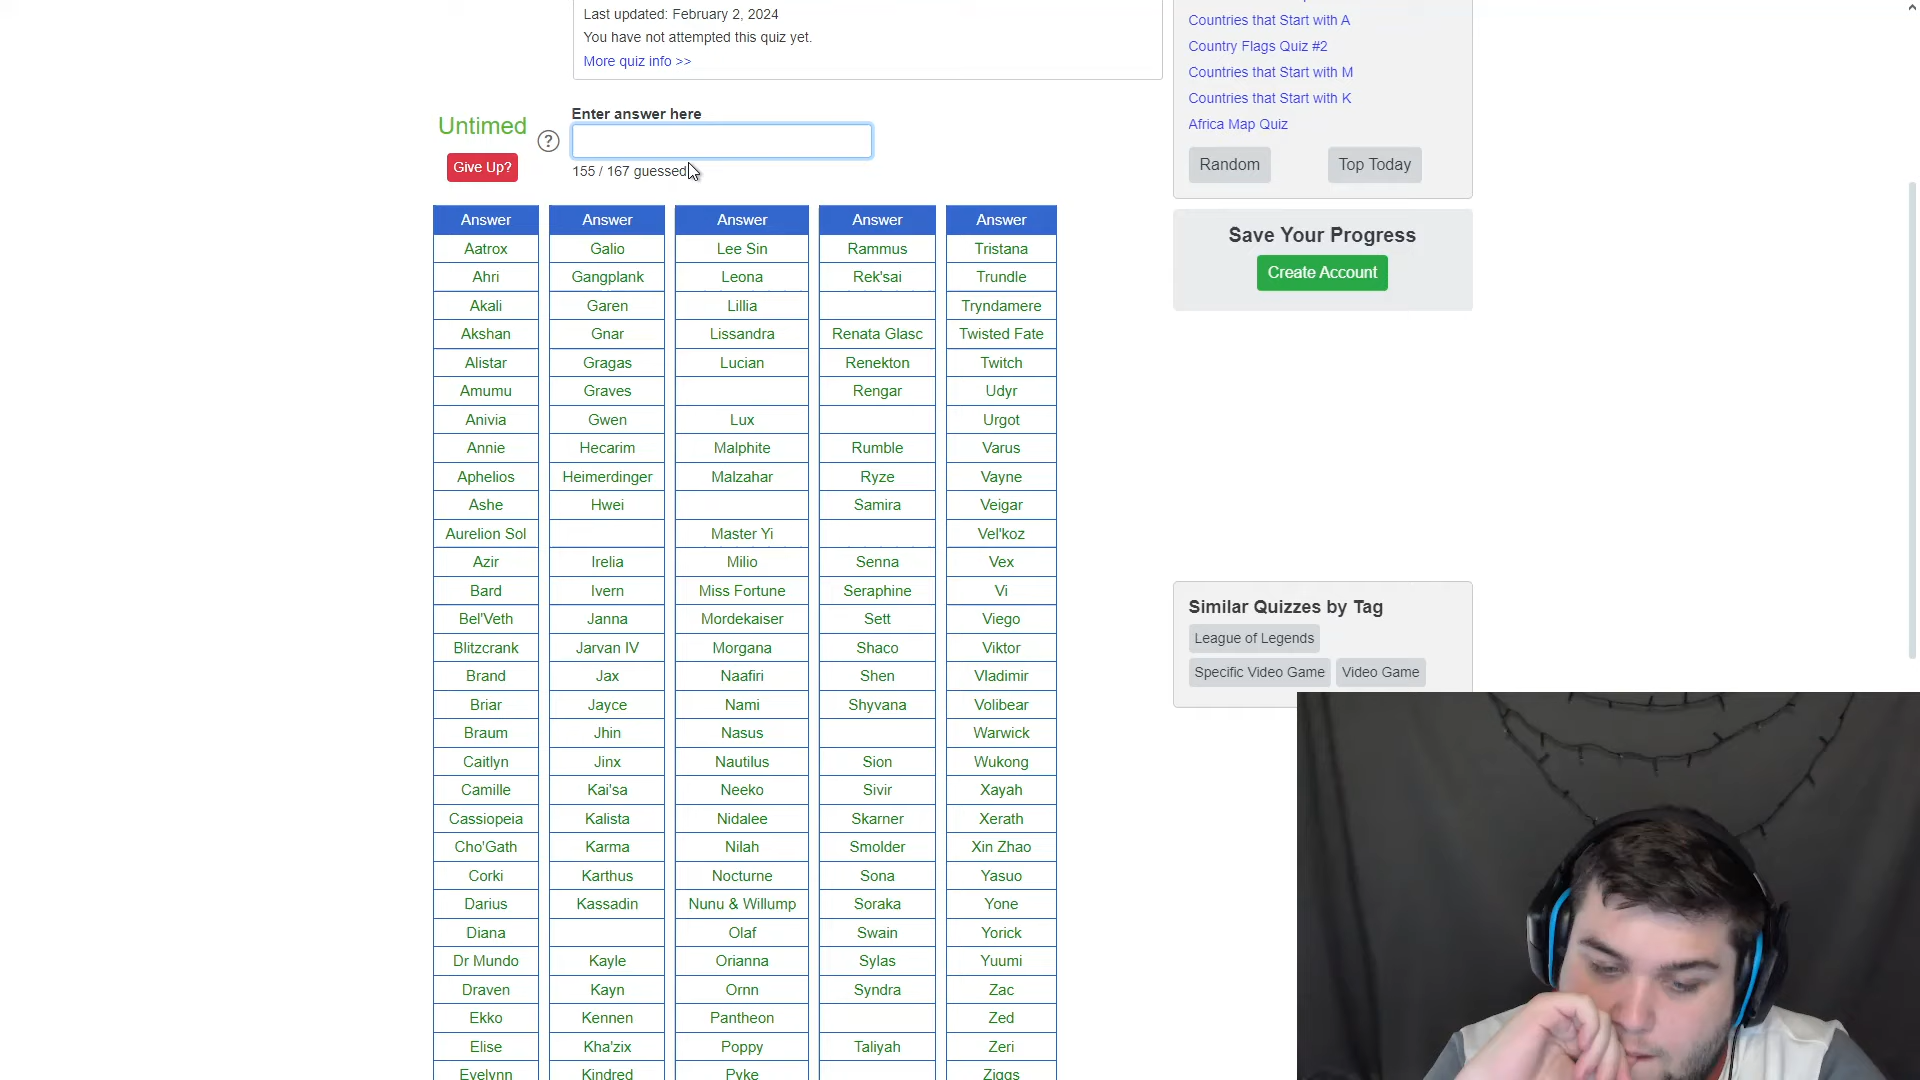 Last updated: February 2, 2024
You have not attempted this quiz yet.
More quiz info >>
Untimed
Give Up?
?
Enter answer here
155 / 167 guessed
Answer Answer Answer Answer Answer
Aatrox Galio Lee Sin Rammus Tristana
Ahri Gangplank Leona Rek'sai Trundle
Akali Garen Lillia Tryndamere
Akshan Gnar Lissandra Renata Glasc Twisted Fate
Alistar Gragas Lucian Renekton Twitch
Amumu Graves Rengar Udyr
Anivia Gwen Lux Urgot
Annie Hecarim Malphite Rumble Varus
Aphelios Heimerdinger Malzahar Ryze Vayne
Ashe Hwei Samira Veigar
Aurelion Sol Master Yi Vel'koz
Azir Irelia Milio Senna Vex
Bard Ivern Miss Fortune Seraphine Vi
Bel'Veth Janna Mordekaiser Sett Viego
Blitzcrank Jarvan IV Morgana Shaco Viktor
Brand Jax Naafiri Shen Vladimir
Briar Jayce Nami Shyvana Volibear
Braum Jhin Nasus Warwick
Caitlyn Jinx Nautilus Sion Wukong
Camille Kai'sa Neeko Sivir Xayah
Cassiopeia Kalista Nidalee Skarner Xerath
Cho'Gath Karma Nilah Smolder Xin Zhao
Corki Karthus Nocturne Sona Yasuo
Darius Kassadin Nunu & Willump Soraka Yone
Diana Olaf Swain Yorick
Dr Mundo Kayle Orianna Sylas Yuumi
Draven Kayn Ornn Syndra Zac
Ekko Kennen Pantheon Zed
Elise Kha'zix Poppy Taliyah Zeri
Evelynn Kindred Pyke Ziggs
Countries that Start with A
Country Flags Quiz #2
Countries that Start with M
Countries that Start with K
Africa Map Quiz
Random
Top Today
Save Your Progress
Create Account
Similar Quizzes by Tag
League of Legends
Specific Video Game
Video Game